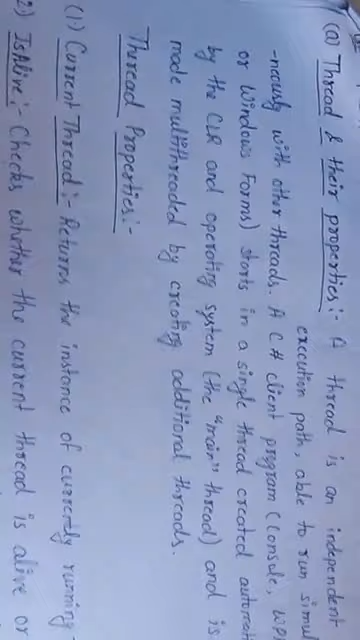 (a) Thread & their properties:- A thread is an independent
execution path, able to run simul
-neously with other threads. A C# client program (Console, WP
or Windows Forms) starts in a single thread created automat
by the CLR and operating system (the "main" thread) and is
made multithreaded by creating additional threads.
Thread Properties:-
(1) Current Thread:- Returns the instance of currently running
2) IsAlive:- Checks whether the current thread is alive or